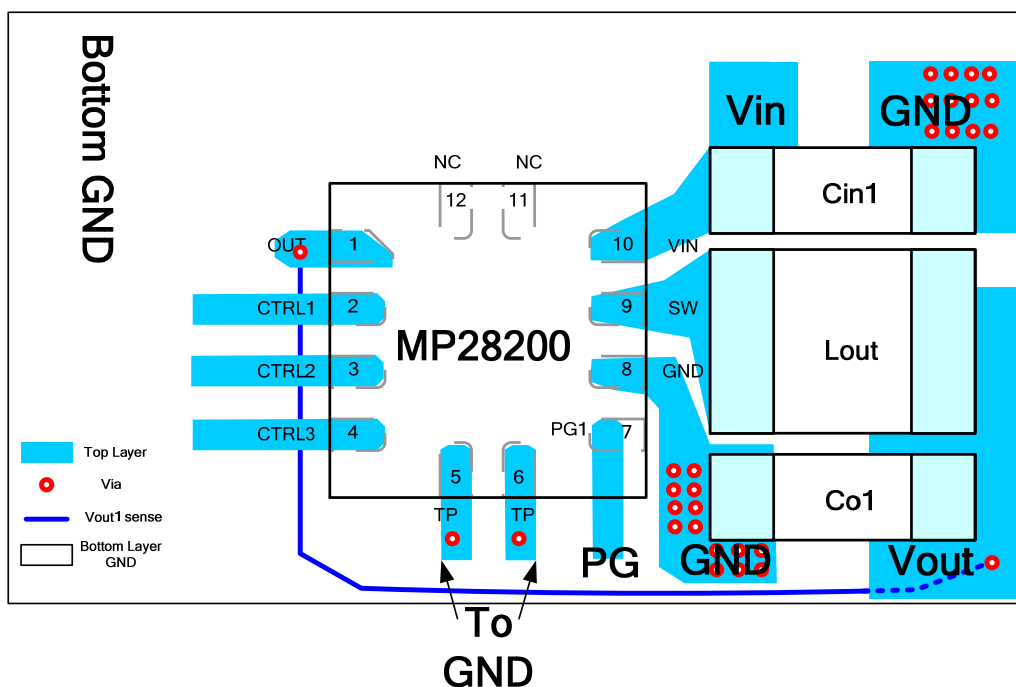 Bottom GND
Vin
GND
NC
NC
12
11
Cin1
OUT
1
10
VIN
CTRL1
2
9
SW
MP28200
Lout
CTRL2
3
8
GND
CTRL3
4
PG1
7
5
6
TP
TP
Co1
Top Layer
Via
Vout1 sense
Bottom Layer
GND
PG
GND
Vout
To
GND